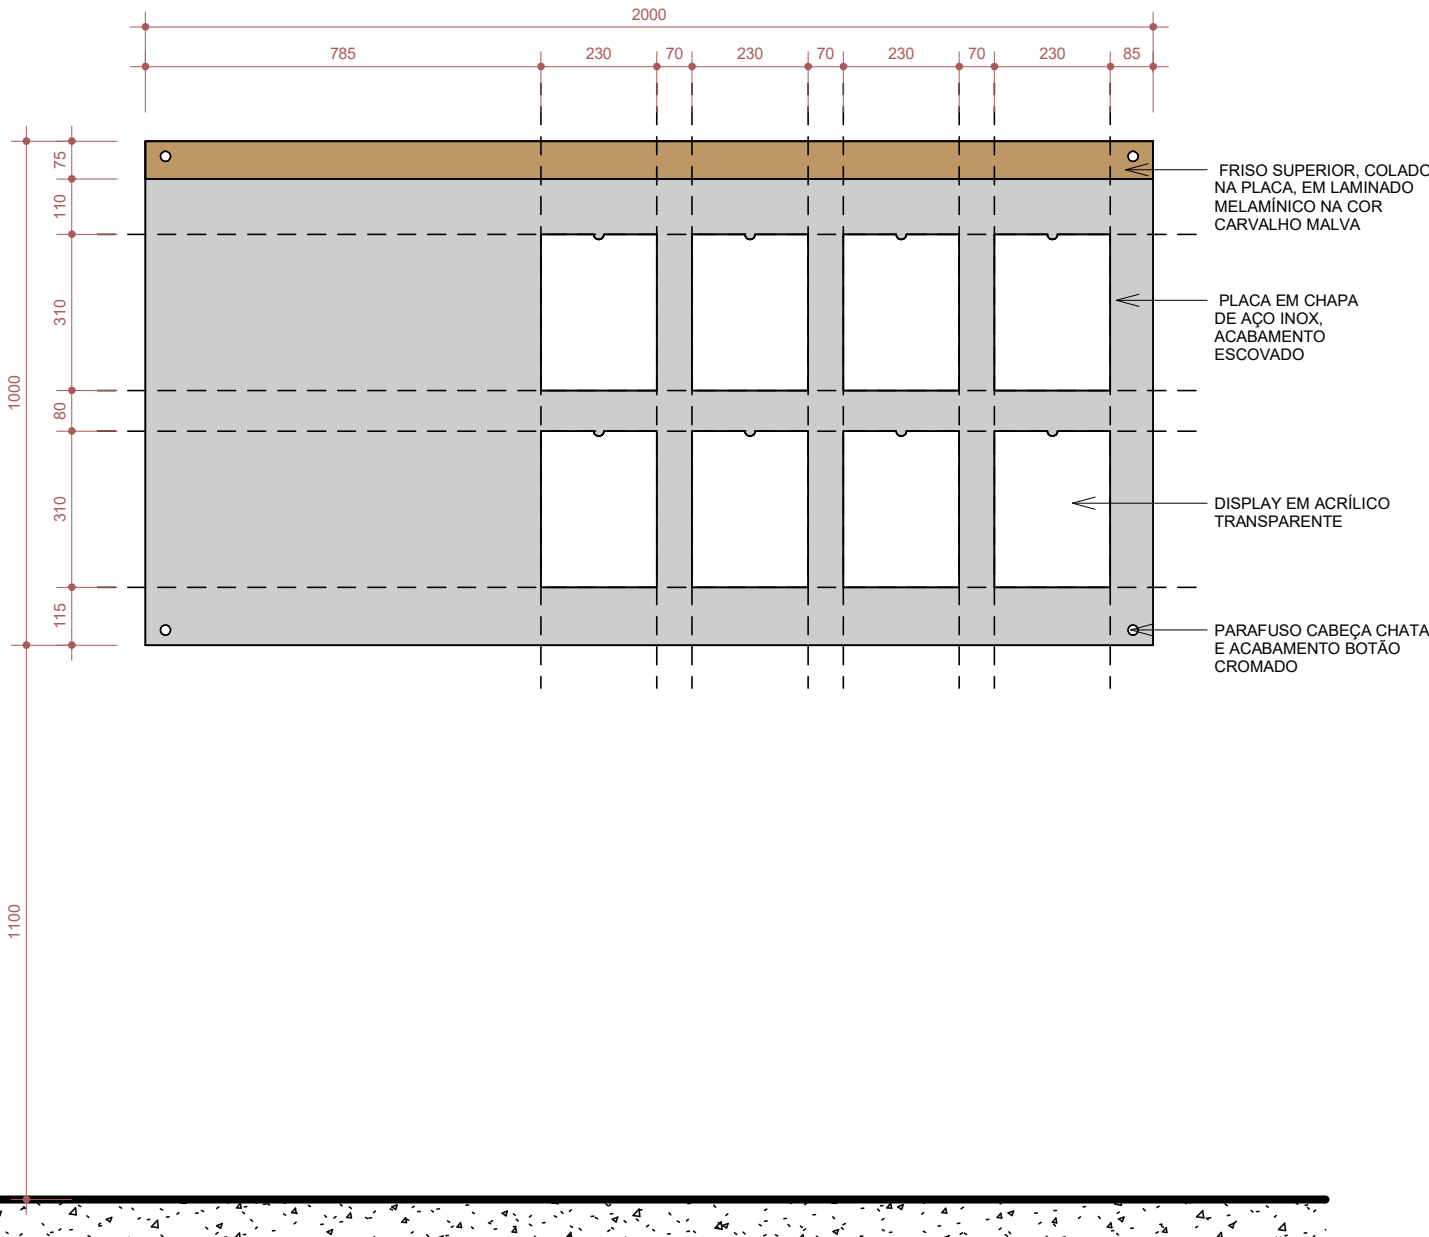 2000
785 230 70 230 70 230 70 230 85
75
110
310
80
310
115
1000
1100
FRISO SUPERIOR, COLADO
NA PLACA, EM LAMINADO
MELAMÍNICO NA COR
CARVALHO MALVA
PLACA EM CHAPA
DE AÇO INOX,
ACABAMENTO
ESCOVADO
DISPLAY EM ACRÍLICO
TRANSPARENTE
PARAFUSO CABEÇA CHATA
E ACABAMENTO BOTÃO
CROMADO